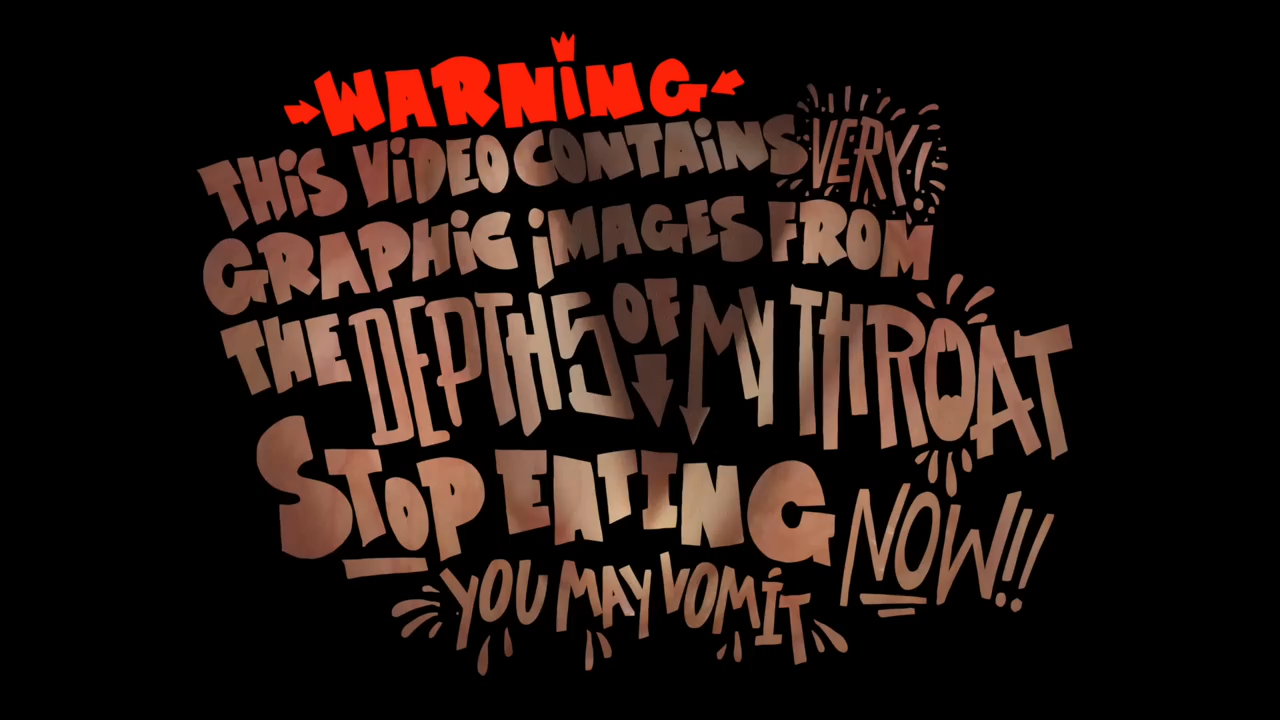 WARNiNG
THiS ViDEO CONTAiNS VERY!
GRAPHiC iMAGES FROM
THE DEPTHS OF MY THROAT
STOP EATING NOW!!
YOU MAY VOMIT